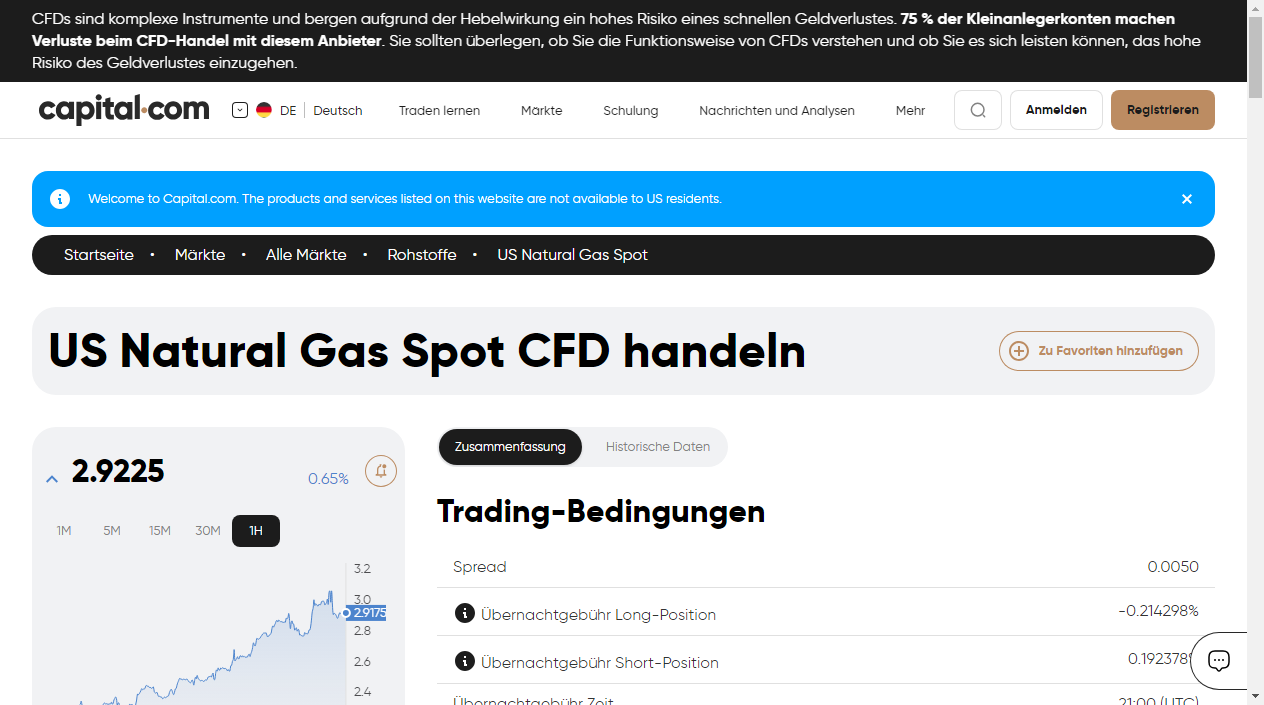 CFDs sind komplexe Instrumente und bergen aufgrund der Hebelwirkung ein hohes Risiko eines schnellen Geldverlustes. 75 % der Kleinanlegerkonten machen
Verluste beim CFD-Handel mit diesem Anbieter. Sie sollten überlegen, ob Sie die Funktionsweise von CFDs verstehen und ob Sie es sich leisten können, das hohe
Risiko des Geldverlustes einzugehen.
capital.com DE Deutsch Traden lernen Märkte Schulung Nachrichten und Analysen Mehr Anmelden Registrieren
Welcome to Capital.com. The products and services listed on this website are not available to US residents.
Startseite • Märkte • Alle Märkte • Rohstoffe • US Natural Gas Spot
US Natural Gas Spot CFD handeln
Zu Favoriten hinzufügen
2.9225 0.65%
1M 5M 15M 30M 1H
3.2
3.0
2.9175
2.8
2.6
2.4
Zusammenfassung Historische Daten
Trading-Bedingungen
Spread 0.0050
Übernachtgebühr Long-Position -0.214298%
Übernachtgebühr Short-Position 0.192378%
Übernachtgebühr Zeit 21:00 (UTC)